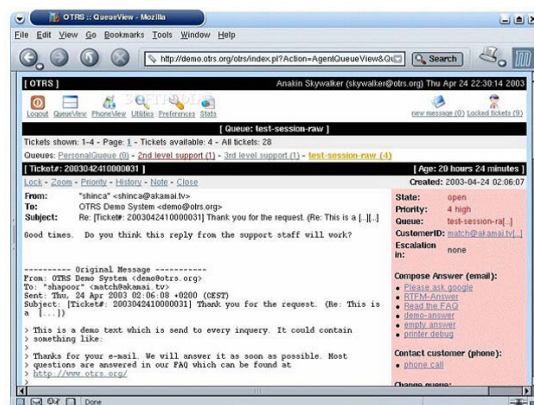 OTRS :: QueueView - Mozilla
File Edit View Go Bookmarks Tools Window Help
http://demo.otrs.org/otrs/index.pl?Action=AgentQueueView&Qu
Search
[ OTRS ]
Anakin Skywalker (skywalker@otrs.org) Thu Apr 24 22:30:14 2003
Logout QueueView PhoneView Utilities Preferences Stats
new message (0) Locked tickets (9)
[ Queue: test-session-raw ]
Tickets shown: 1-4 - Page: 1 - Tickets available: 4 - All tickets: 28
Queues: PersonalQueue (0) - 2nd level support (1) - 3rd level support (1) - test-session-raw (4)
[ Ticket#: 2003042410000031 ]
[ Age: 20 hours 24 minutes ]
Lock - Zoom - Priority - History - Note - Close
Created: 2003-04-24 02:06:07
From: "shinca" <shinca@akamai.tv>
To: OTRS Demo System <demo@otrs.org>
Subject: Re: [Ticket#: 2003042410000031] Thank you for the request. (Re: This is a [..][..]
Good times. Do you think this reply from the support staff will work?
---------- Original Message -----------
From: OTRS Demo System <demo@otrs.org>
To: "shapoor" <match@akamai.tv>
Sent: Thu, 24 Apr 2003 02:06:08 +0200 (CEST)
Subject: [Ticket#: 2003042410000031] Thank you for the request. (Re: This is
a [...])
> This is a demo text which is send to every inquery. It could contain
> something like:
>
> Thanks for your e-mail. We will answer it as soon as possible. Most
> questions are answered in our FAQ which can be found at
> http://www.otrs.org/
State: open
Priority: 4 high
Queue: test-session-ra[..]
CustomerID: match@akamai.tv[..]
Escalation in: none
Compose Answer (email):
Please ask google
RTFM-Answer
Read the FAQ
demo-answer
empty answer
printer debug
Contact customer (phone):
phone call
Change queue:
Done